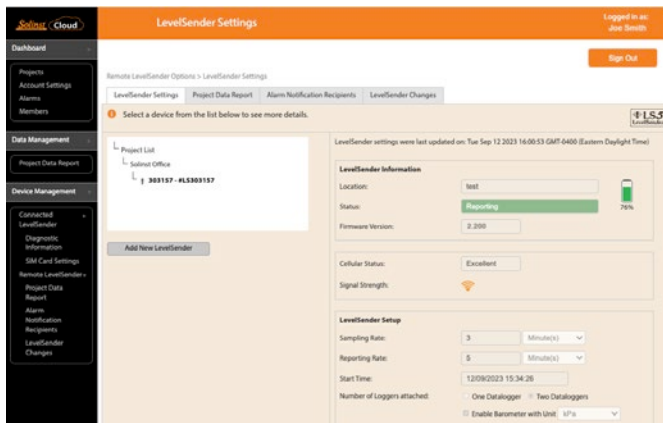 Solinst Cloud
LevelSender Settings
Logged in as:
Joe Smith
Sign Out
Dashboard
Projects
Account Settings
Alarms
Members
Data Management
Project Data Report
Device Management
Connected LevelSender
Diagnostic Information
SIM Card Settings
Remote LevelSender
Project Data Report
Alarm Notification Recipients
LevelSender Changes
Remote LevelSender Options > LevelSender Settings
LevelSender Settings Project Data Report Alarm Notification Recipients LevelSender Changes
Select a device from the list below to see more details.
LS5
LevelSender
Project List
Solinst Office
303157 - #LS303157
Add New LevelSender
LevelSender settings were last updated on: Tue Sep 12 2023 16:00:53 GMT-0400 (Eastern Daylight Time)
LevelSender Information
Location: test
Status: Reporting
76%
Firmware Version: 2.200
Cellular Status: Excellent
Signal Strength:
LevelSender Setup
Sampling Rate: 3 Minute(s)
Reporting Rate: 5 Minute(s)
Start Time: 12/09/2023 15:34:26
Number of Loggers attached: One Datalogger Two Dataloggers
Enable Barometer with Unit kPa